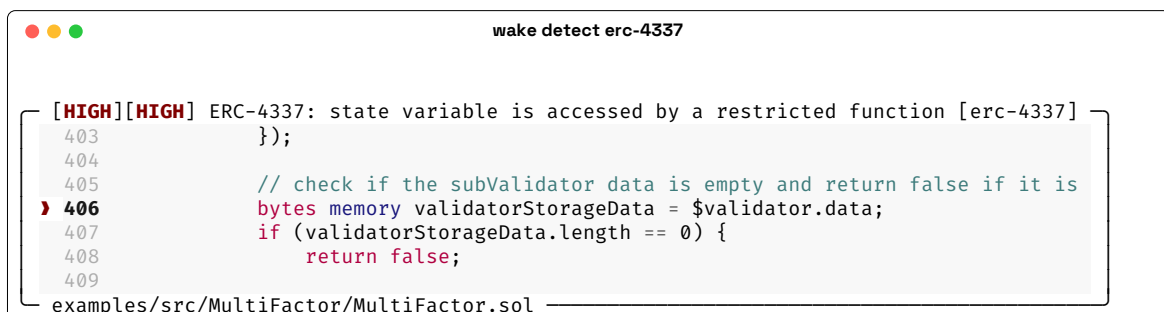 wake detect erc-4337
[HIGH][HIGH] ERC-4337: state variable is accessed by a restricted function [erc-4337]
403 });
404
405 // check if the subValidator data is empty and return false if it is
❱ 406 bytes memory validatorStorageData = $validator.data;
407 if (validatorStorageData.length == 0) {
408 return false;
409
examples/src/MultiFactor/MultiFactor.sol